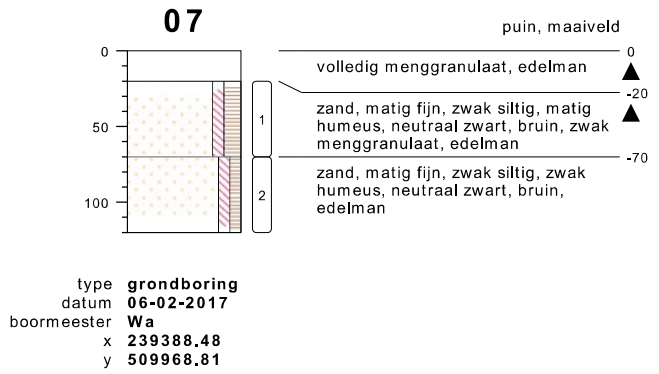 07
puin, maaiveld
0
0
volledig menggranulaat, edelman
-20
zand, matig fijn, zwak siltig, matig
humeus, neutraal zwart, bruin, zwak
menggranulaat, edelman
50
1
-70
zand, matig fijn, zwak siltig, zwak
humeus, neutraal zwart, bruin,
edelman
100
2
type grondboring
datum 06-02-2017
boormeester Wa
x 239388.48
y 509968.81